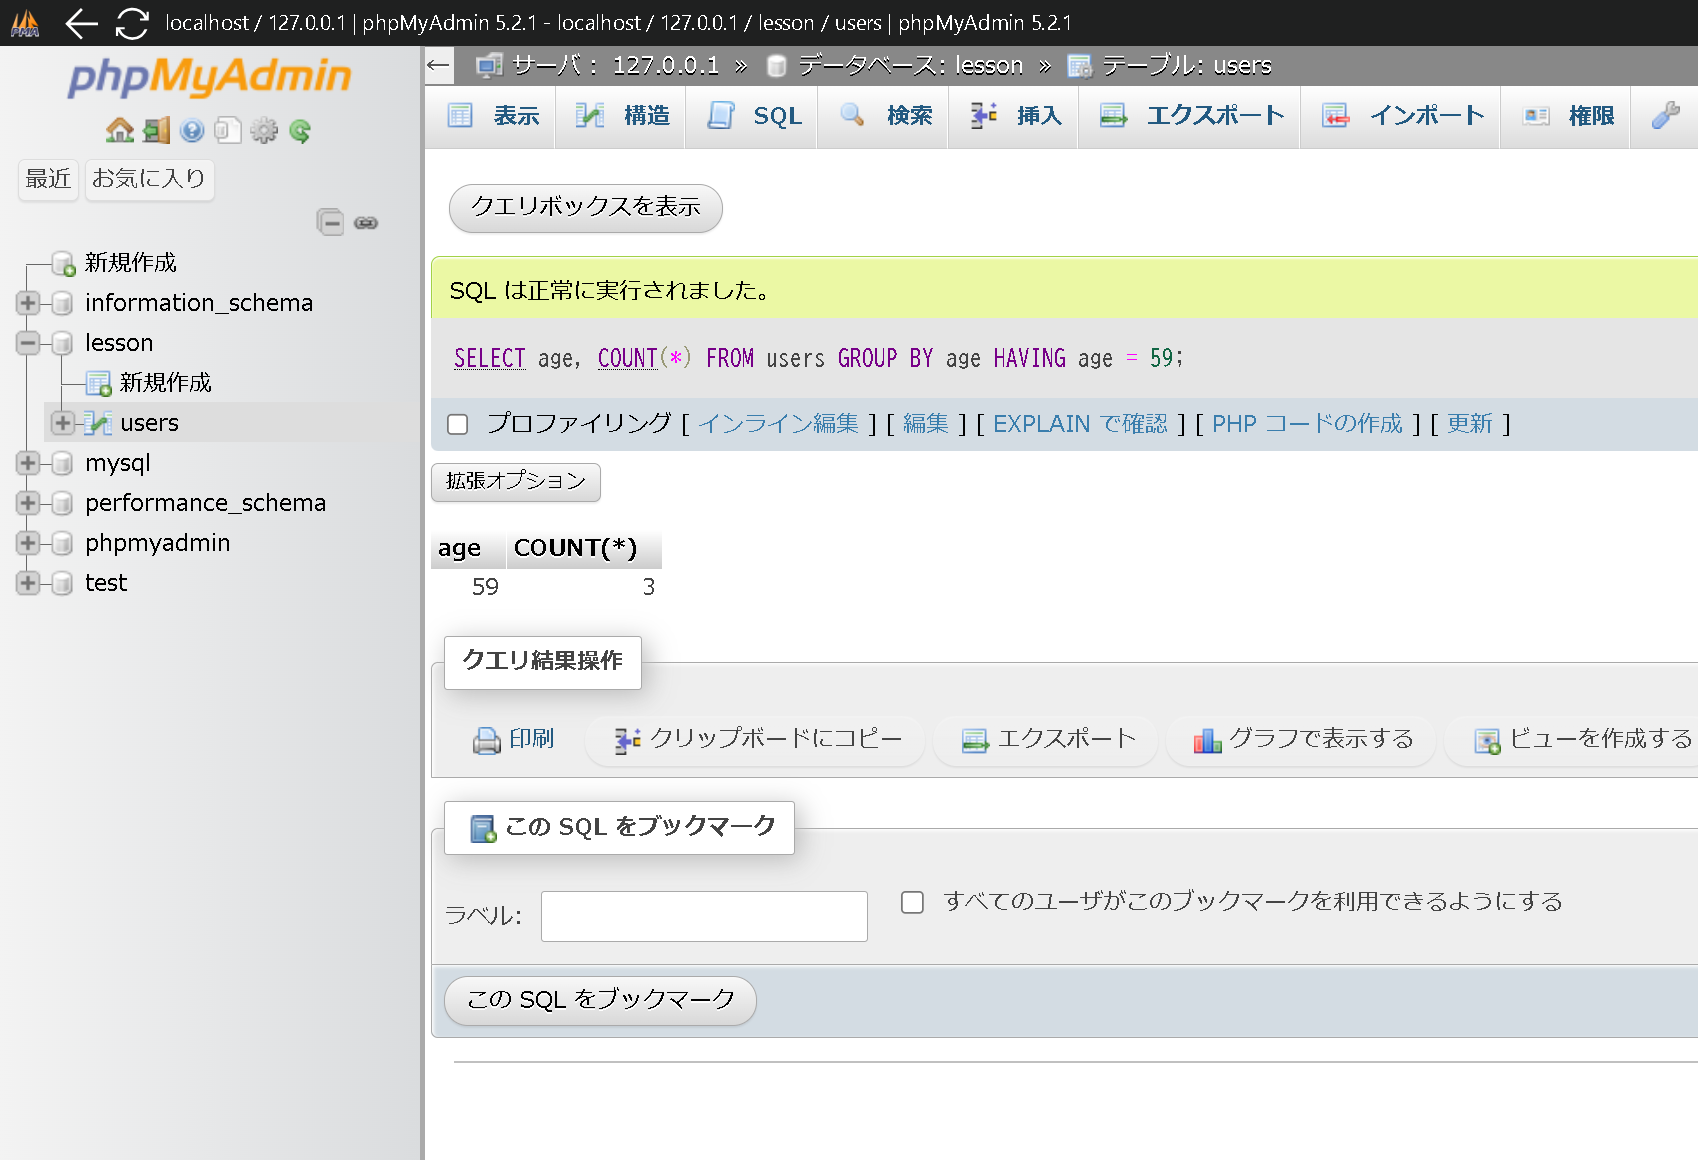 localhost / 127.0.0.1 | phpMyAdmin 5.2.1 - localhost / 127.0.0.1 / lesson / users | phpMyAdmin 5.2.1
phpMyAdmin
最近 お気に入り
新規作成
information_schema
lesson
新規作成
users
mysql
performance_schema
phpmyadmin
test
← サーバ: 127.0.0.1 » データベース: lesson » テーブル: users
表示 構造 SQL 検索 挿入 エクスポート インポート 権限
クエリボックスを表示
SQL は正常に実行されました。
SELECT age, COUNT(*) FROM users GROUP BY age HAVING age = 59;
プロファイリング [ インライン編集 ] [ 編集 ] [ EXPLAIN で確認 ] [ PHP コードの作成 ] [ 更新 ]
拡張オプション
age COUNT(*)
59 3
クエリ結果操作
印刷 クリップボードにコピー エクスポート グラフで表示する ビューを作成する
この SQL をブックマーク
ラベル: すべてのユーザがこのブックマークを利用できるようにする
この SQL をブックマーク